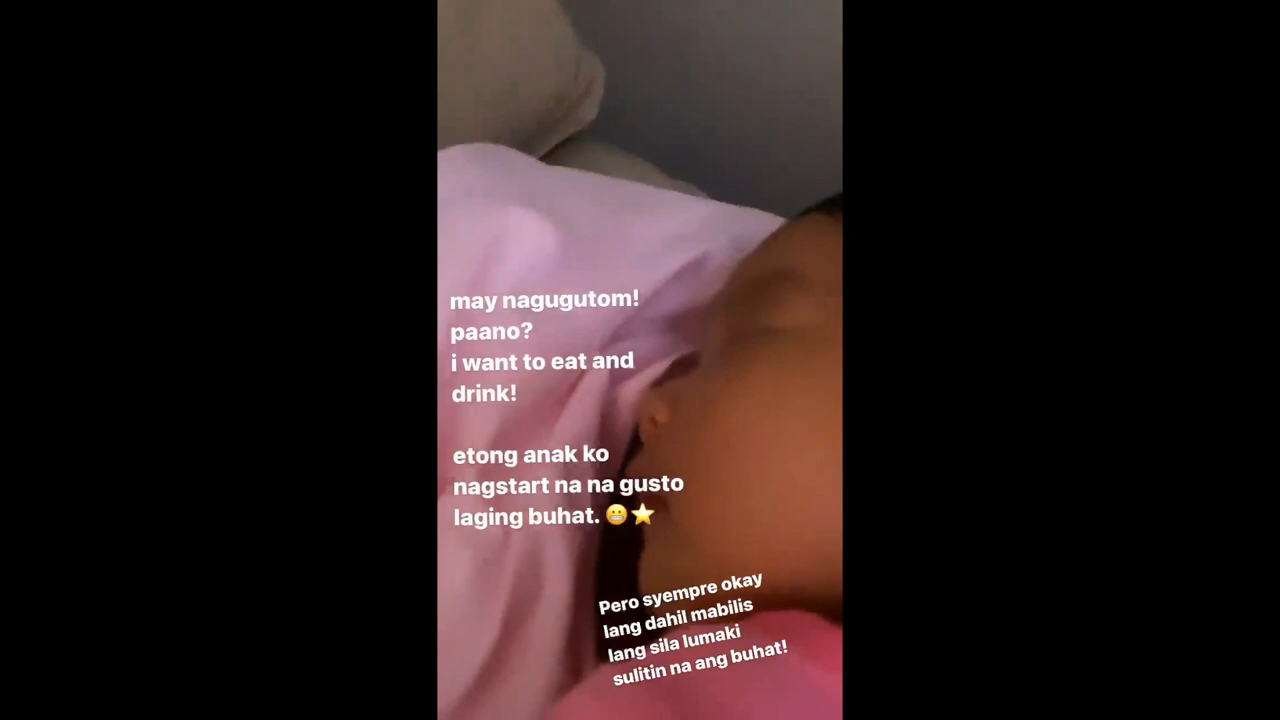 may nagugutom!
paano?
i want to eat and
drink!
etong anak ko
nagstart na na gusto
laging buhat. 😬⭐
Pero syempre okay
lang dahil mabilis
lang sila lumaki
sulitin na ang buhat!